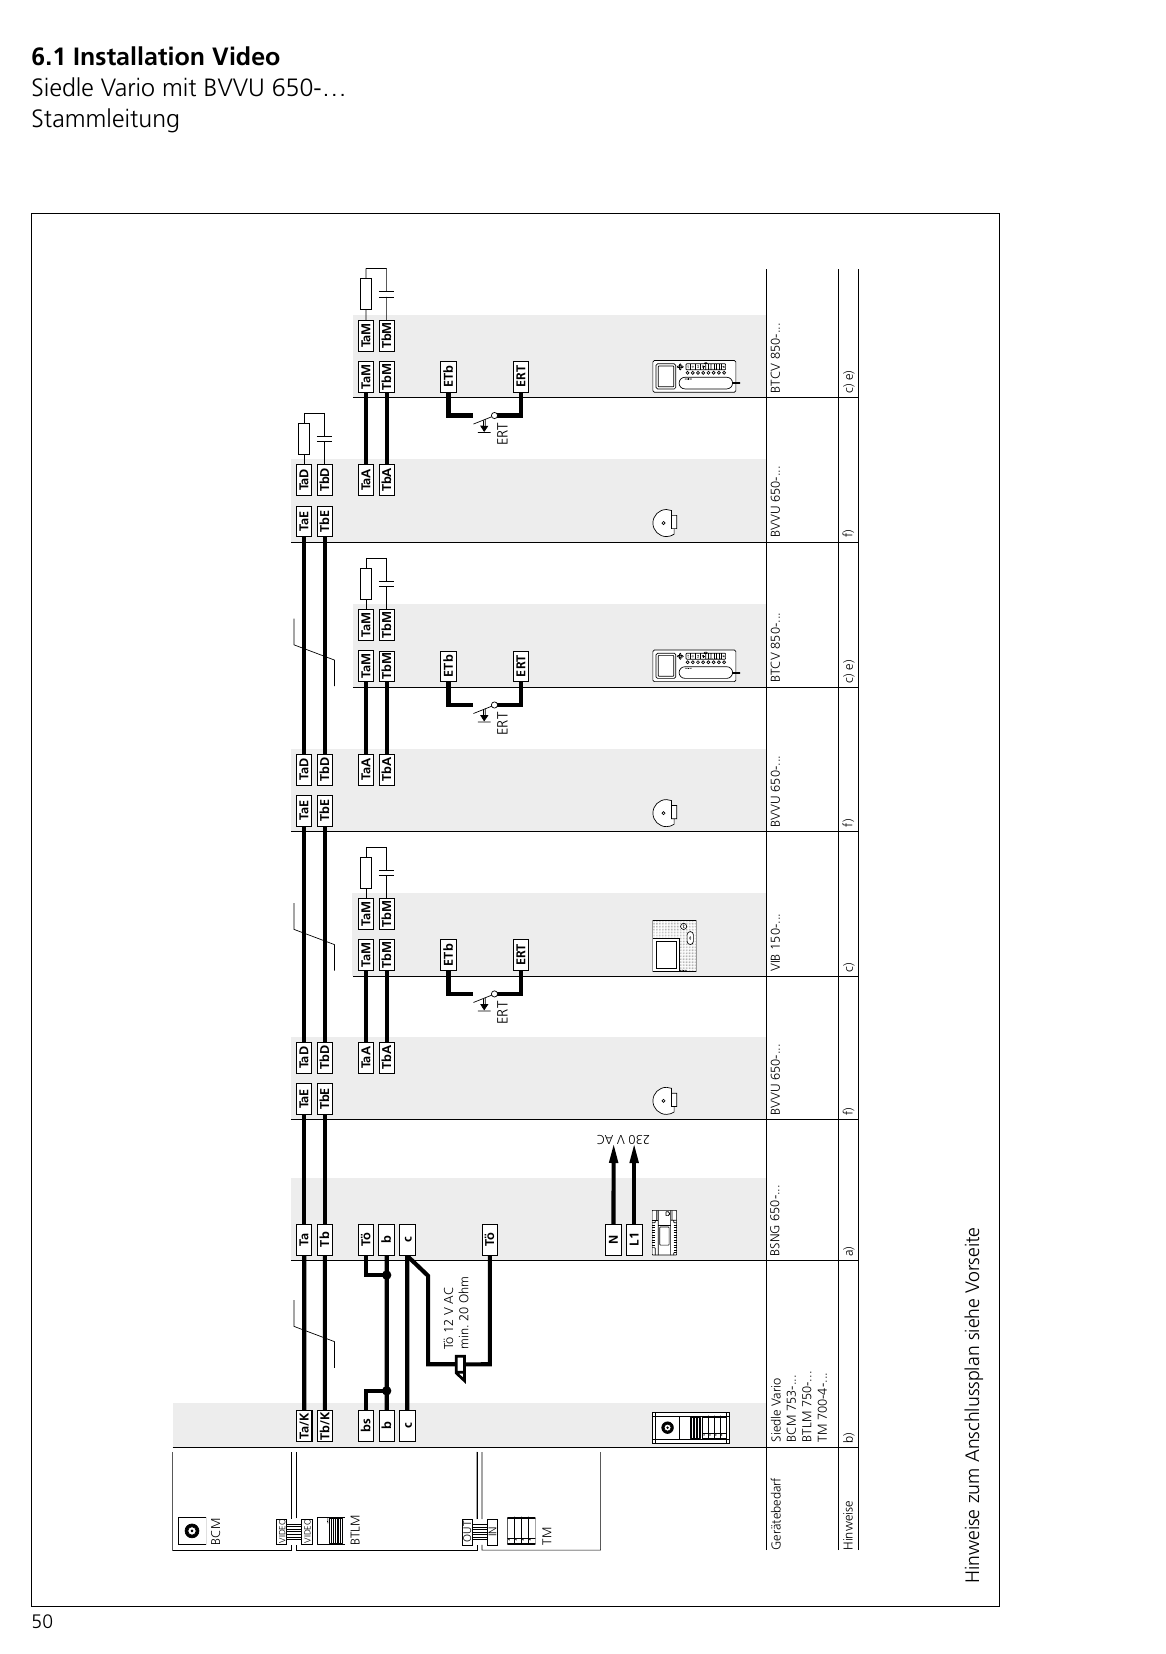 6.1 Installation Video
Siedle Vario mit BVVU 650-…
Stammleitung
BCM
VIDEO
VIDEO
BTLM
OUT
IN
TM
Ta/K
Tb/K
bs
b
c
Tö 12 V AC
min. 20 Ohm
Ta
Tb
Tö
b
c
Tö
N
L1
230 V AC
TaE
TbE
TaD
TbD
TaA
TbA
ERT
TaM
TbM
TaM
TbM
ETb
ERT
TaE
TbE
TaD
TbD
TaA
TbA
ERT
TaM
TbM
TaM
TbM
ETb
ERT
TaE
TbE
TaD
TbD
TaA
TbA
ERT
TaM
TbM
TaM
TbM
ETb
ERT
Gerätebedarf
Siedle Vario
BCM 753-...
BTLM 750-...
TM 700-4-...
BSNG 650-...
BVVU 650-...
VIB 150-...
BVVU 650-...
BTCV 850-...
BVVU 650-...
BTCV 850-...
Hinweise
b)
a)
f)
c)
f)
c) e)
f)
c) e)
Hinweise zum Anschlussplan siehe Vorseite
50